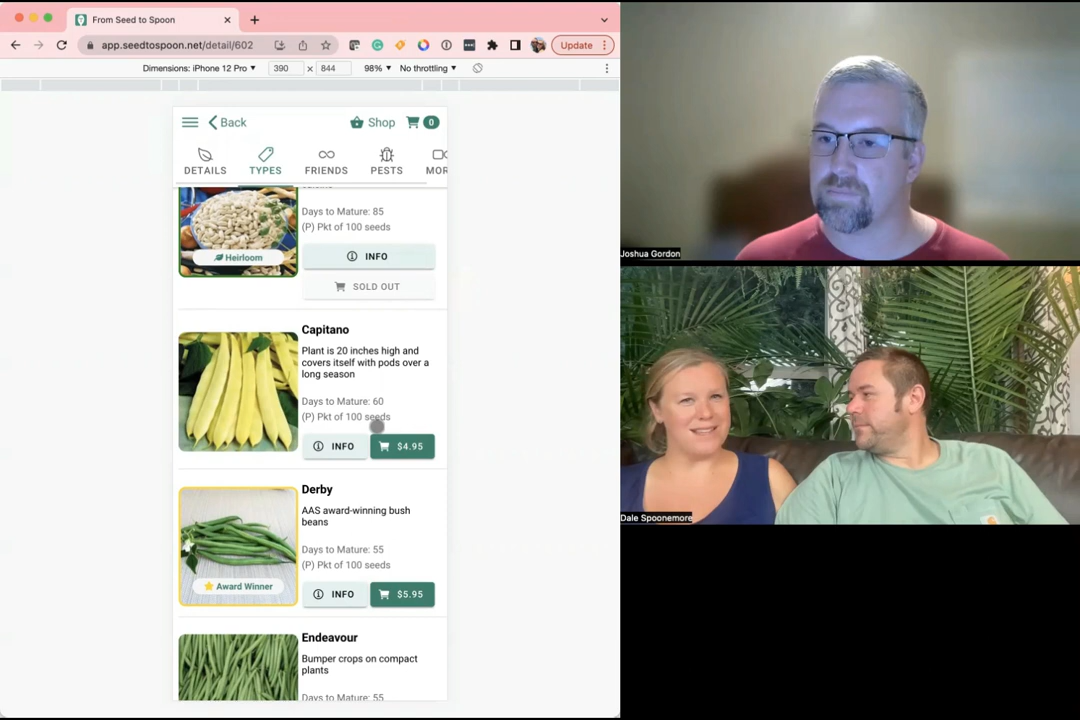 From Seed to Spoon
app.seedtospoon.net/detail/602
Update
Dimensions: iPhone 12 Pro
390
x
844
98%
No throttling
Back
Shop
0
DETAILS
TYPES
FRIENDS
PESTS
MOR
Days to Mature: 85
(P) Pkt of 100 seeds
Heirloom
INFO
SOLD OUT
Capitano
Plant is 20 inches high and
covers itself with pods over a
long season
Days to Mature: 60
(P) Pkt of 100 seeds
INFO
$4.95
Derby
AAS award-winning bush
beans
Days to Mature: 55
(P) Pkt of 100 seeds
Award Winner
INFO
$5.95
Endeavour
Bumper crops on compact
plants
Days to Mature: 55
Joshua Gordon
Dale Spoonemore